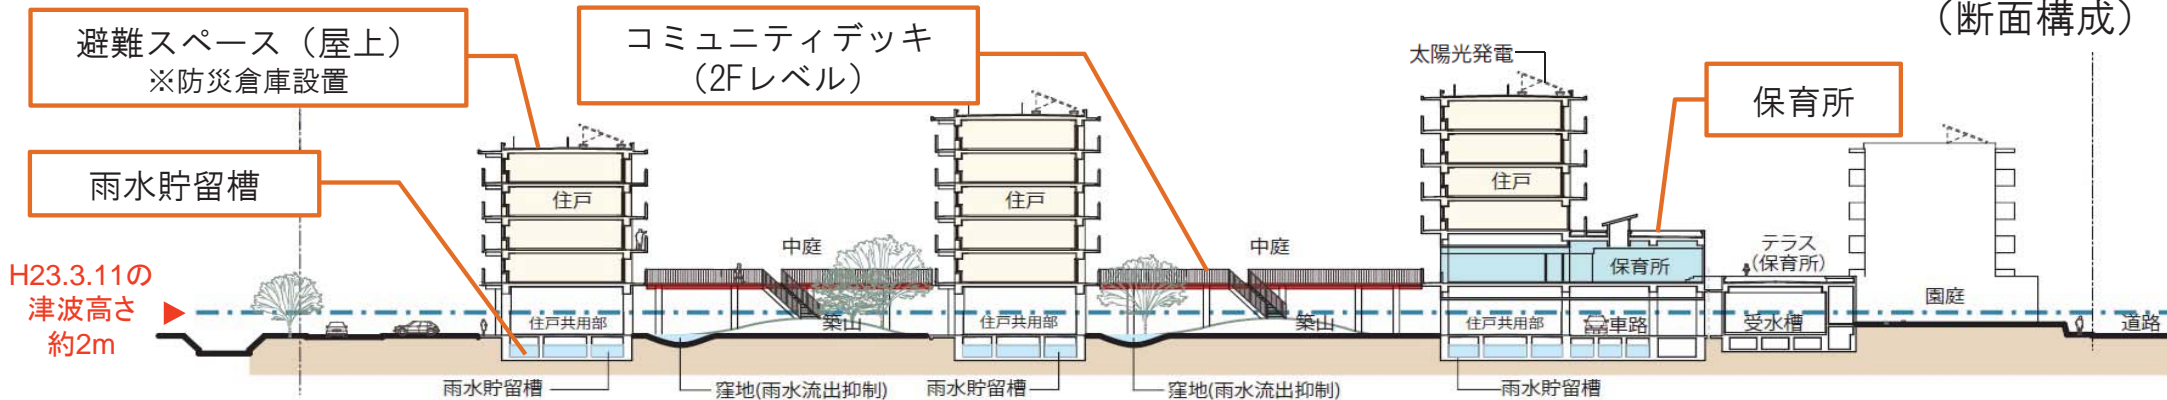 （断面構成）
避難スペース（屋上）
※防災倉庫設置
コミュニティデッキ
（2Fレベル）
太陽光発電
保育所
雨水貯留槽
住戸
住戸
住戸
中庭
中庭
保育所
テラス
（保育所）
園庭
H23.3.11の
津波高さ
約2m
住戸共用部
築山
住戸共用部
築山
住戸共用部
車路
受水槽
道路
雨水貯留槽
窪地(雨水流出抑制)
雨水貯留槽
窪地(雨水流出抑制)
雨水貯留槽